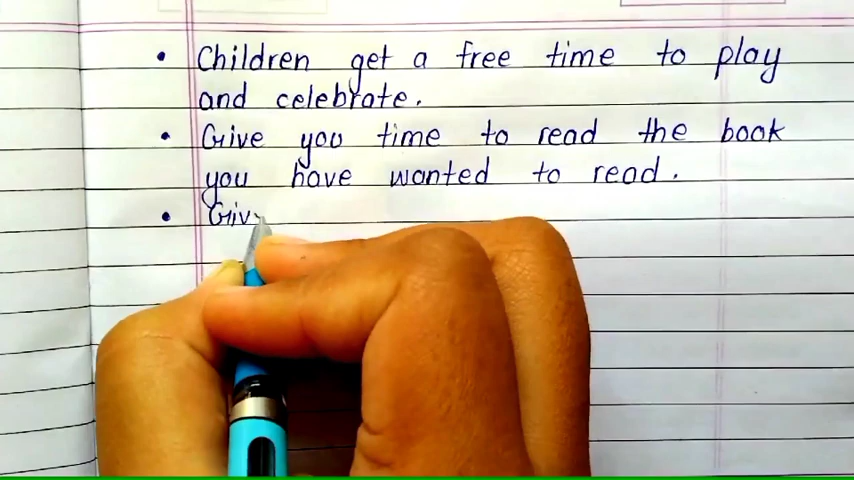 • Children get a free time to play
and celebrate.
• Give you time to read the book
you have wanted to read.
• Giv